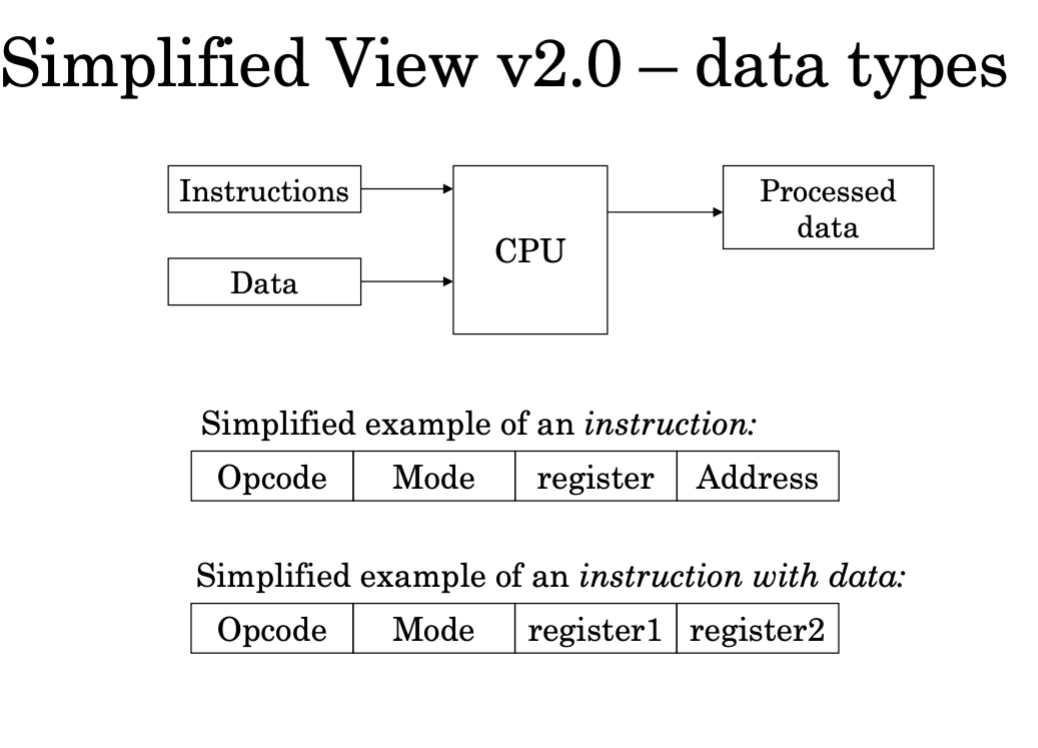 Simplified View v2.0 – data types
Instructions
Data
CPU
Processed
data
Simplified example of an instruction:
Opcode Mode register Address
Simplified example of an instruction with data:
Opcode Mode register1 register2